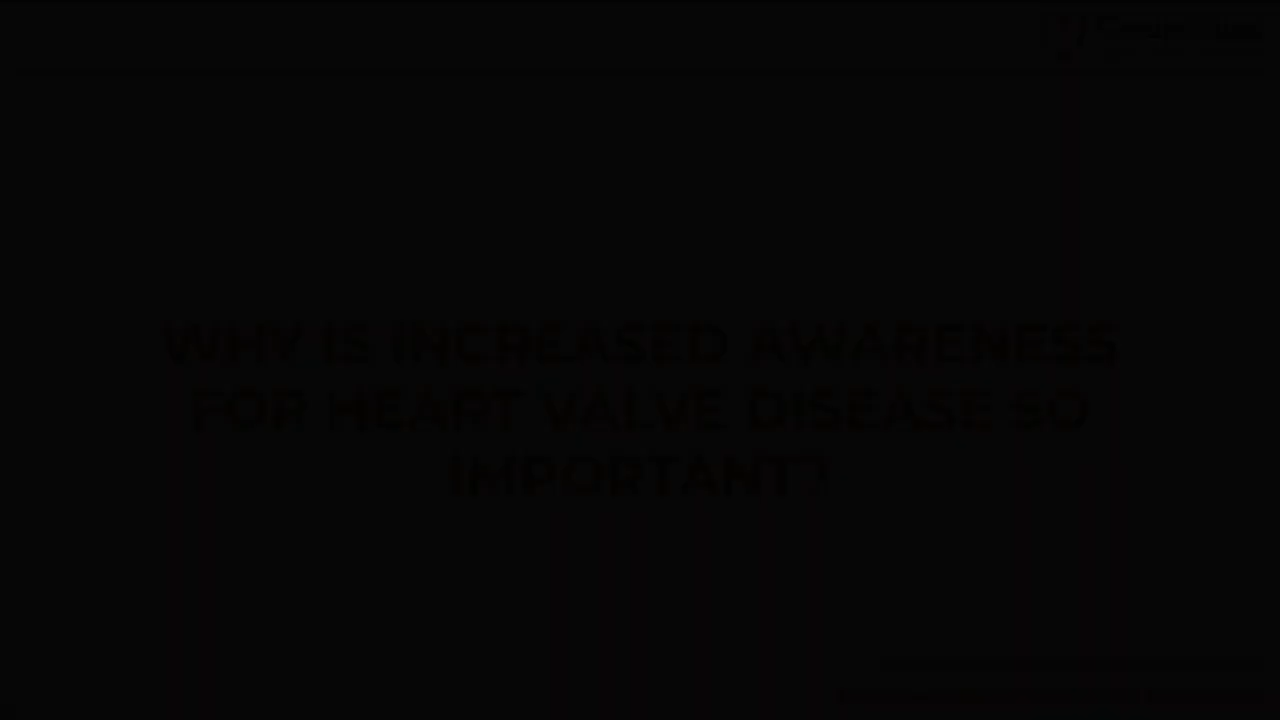 WHY IS INCREASED AWARENESS
FOR HEART VALVE DISEASE SO
IMPORTANT?